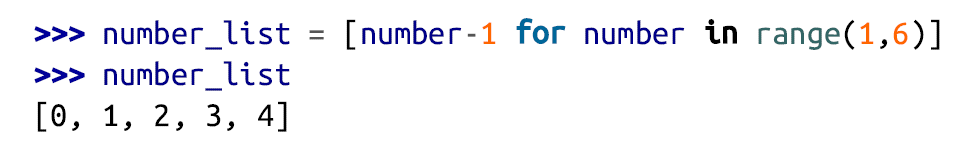 >>> number_list = [number-1 for number in range(1,6)]
>>> number_list
[0, 1, 2, 3, 4]